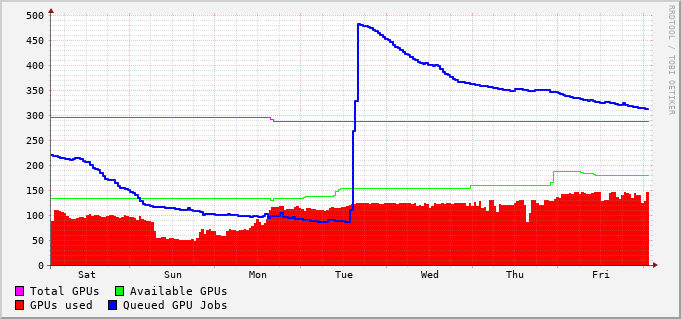 500
450
400
350
300
250
200
150
100
50
0
Sat Sun Mon Tue Wed Thu Fri
Total GPUs Available GPUs
GPUs used Queued GPU Jobs
RRDTOOL / TOBI OETIKER